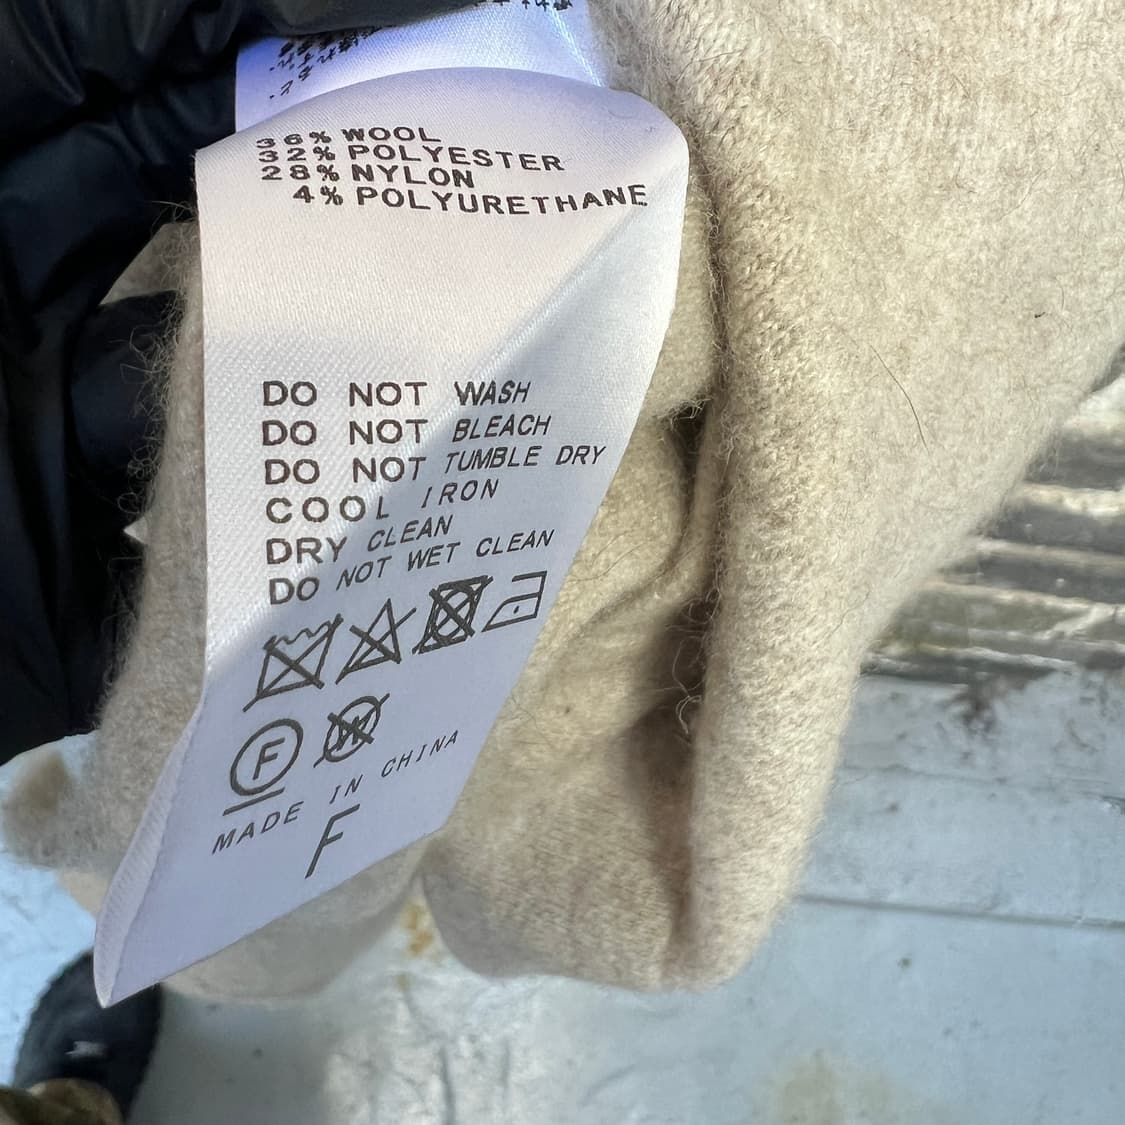 36% WOOL
32% POLYESTER
28% NYLON
4% POLYURETHANE
DO NOT WASH
DO NOT BLEACH
DO NOT TUMBLE DRY
COOL IRON
DRY CLEAN
DO NOT WET CLEAN
F W
MADE IN CHINA
F